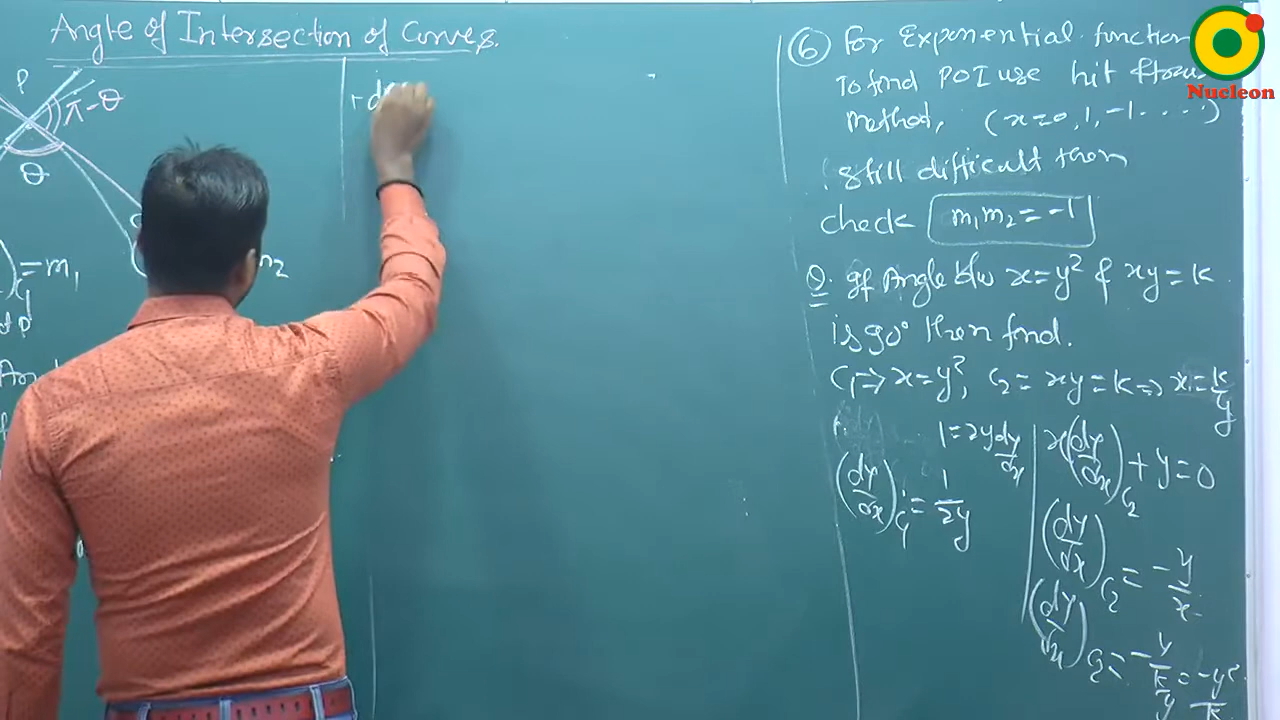 Angle of Intersection of Curves.
P
π-θ
θ
=m₁
m₂
⑥ For Exponential function
To find POI use hit &
Method, (x=0,1,-1.....)
still difficult then
check m₁m₂=-1
Q. If Angle b/w x=y² & xy=k
is 90° then find.
C₁=>x=y², C₂= xy=k=> x=k/y
1=2y dy/dx
x(dy/dx)C₂+y=0
(dy/dx)C₁=1/2y
(dy/dx)C₂=-y/x
(dy/dx)C₂=-y/(k/y)=-y²/k
Nucleon